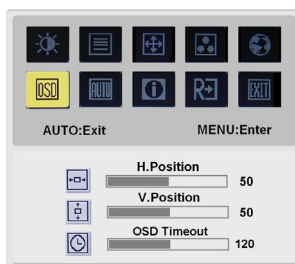 OSD AUTO i R EXIT
AUTO:Exit MENU:Enter
H.Position
50
V.Position
50
OSD Timeout
120